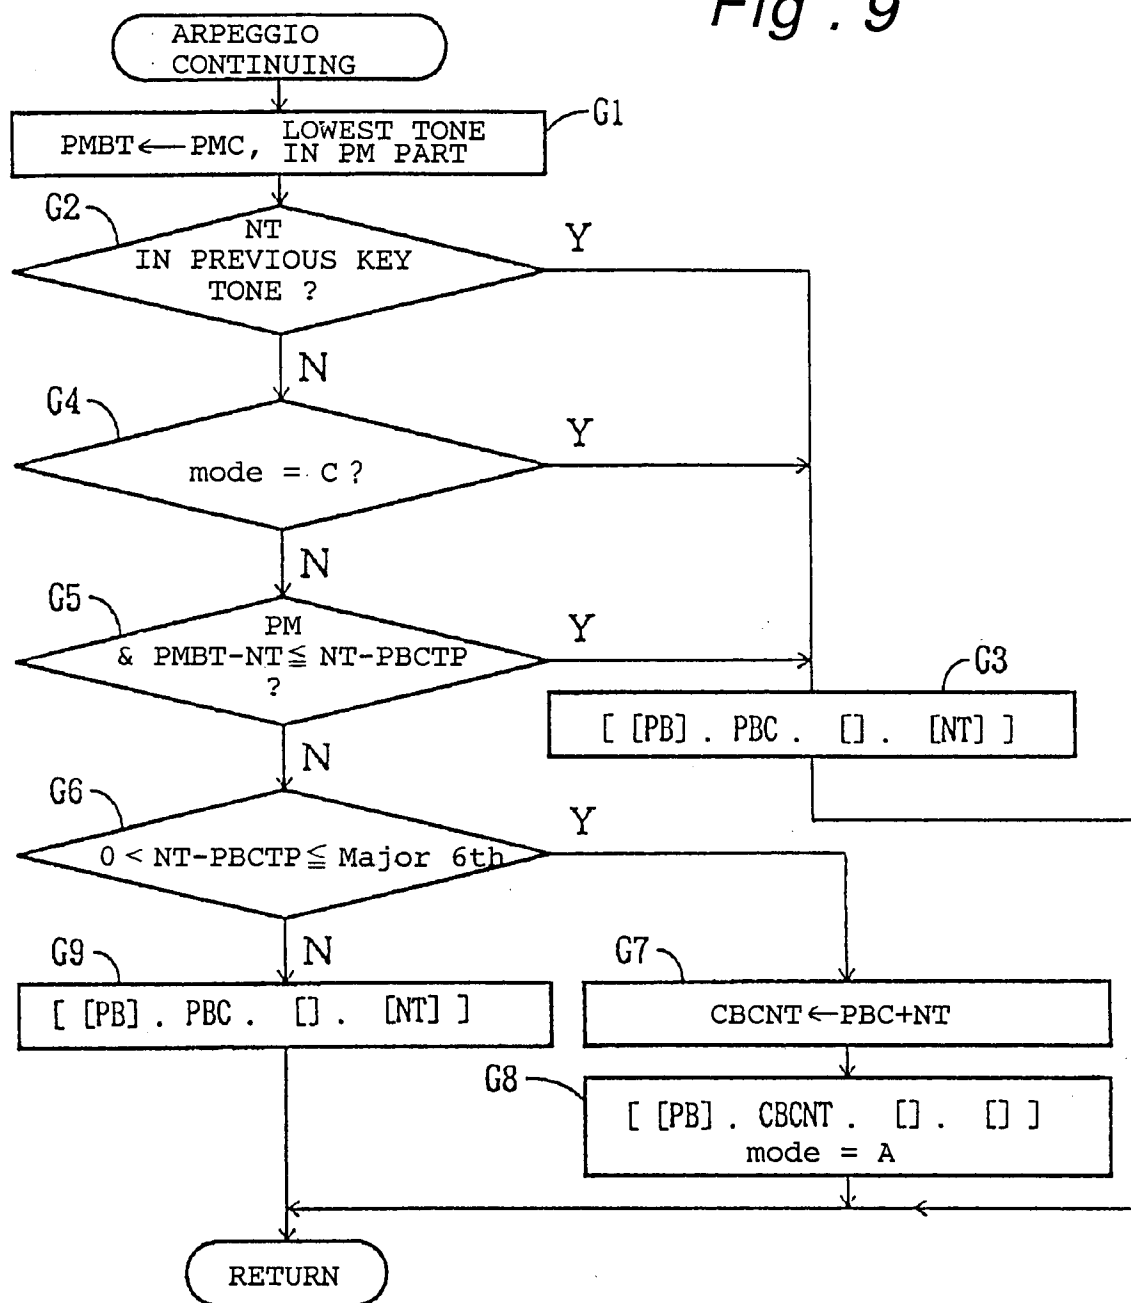 Fig . 9
ARPEGGIO
CONTINUING
G1
PMBT ← PMC, LOWEST TONE
IN PM PART
G2
NT
IN PREVIOUS KEY
TONE ?
Y
N
G4
mode = C ?
Y
N
G5
PM
& PMBT-NT ≦ NT-PBCTP
?
Y
G3
[ [PB] . PBC . [] . [NT] ]
N
G6
0 < NT-PBCTP ≦ Major 6th
Y
N
G9
[ [PB] . PBC . [] . [NT] ]
G7
CBCNT ← PBC+NT
G8
[ [PB] . CBCNT . [] . [] ]
mode = A
RETURN